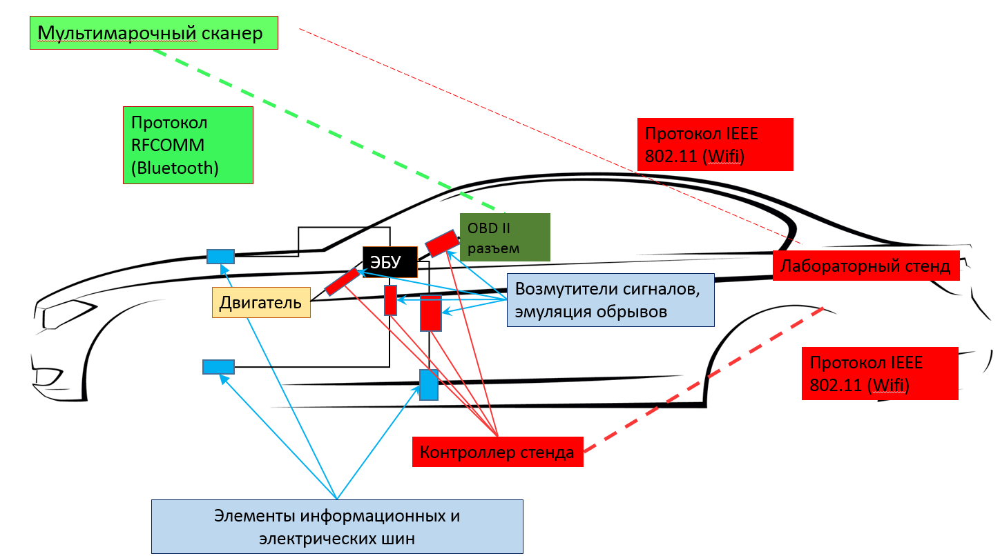 Мультимарочный сканер
Протокол
RFCOMM
(Bluetooth)
Протокол IEEE
802.11 (Wifi)
OBD II
разъем
ЭБУ
Лабораторный стенд
Двигатель
Возмутители сигналов,
эмуляция обрывов
Протокол IEEE
802.11 (Wifi)
Контроллер стенда
Элементы информационных и
электрических шин